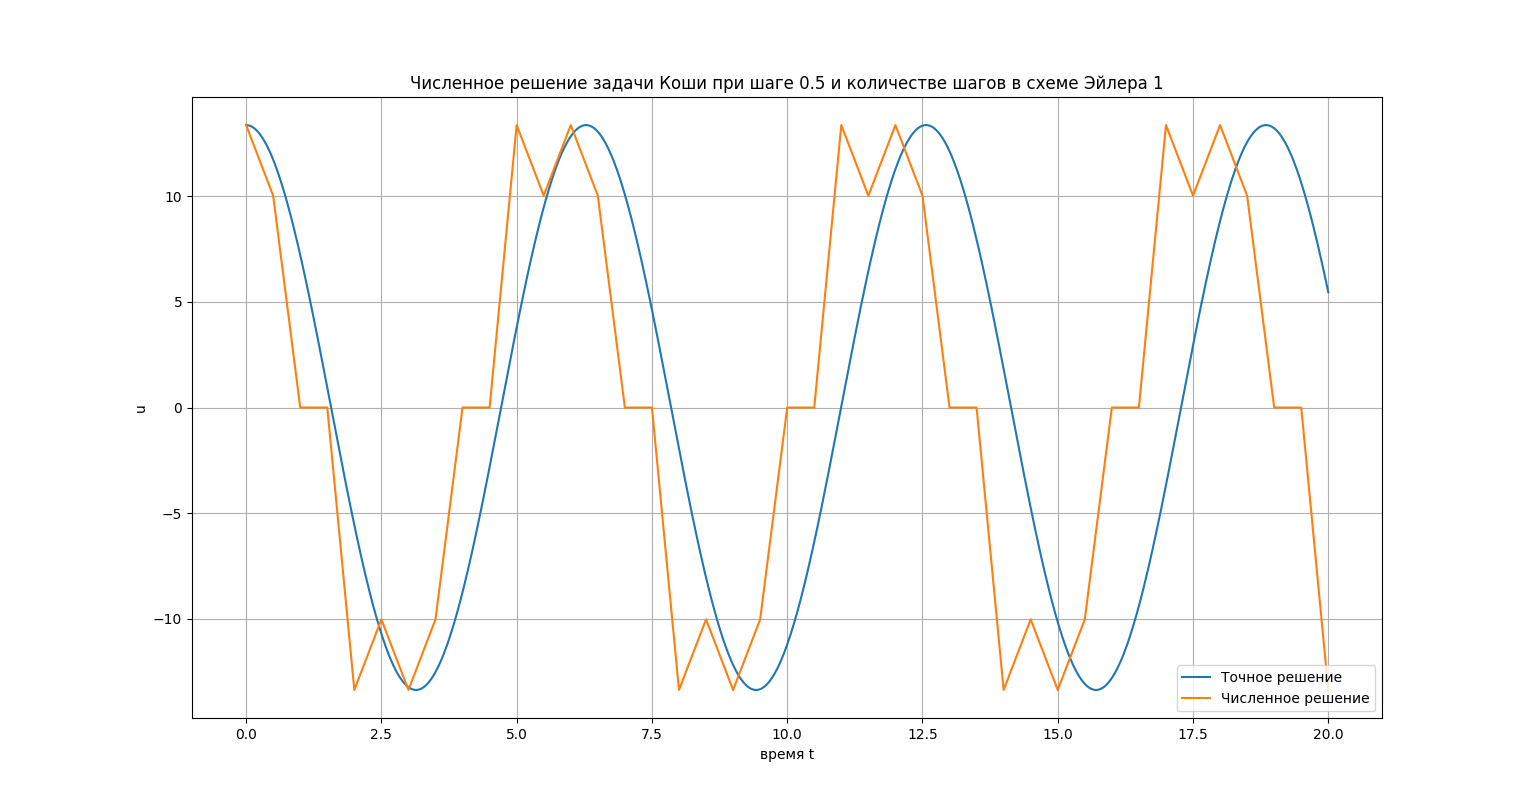 Численное решение задачи Коши при шаге 0.5 и количестве шагов в схеме Эйлера 1
u
10
5
0
−5
−10
0.0 2.5 5.0 7.5 10.0 12.5 15.0 17.5 20.0
время t
Точное решение
Численное решение